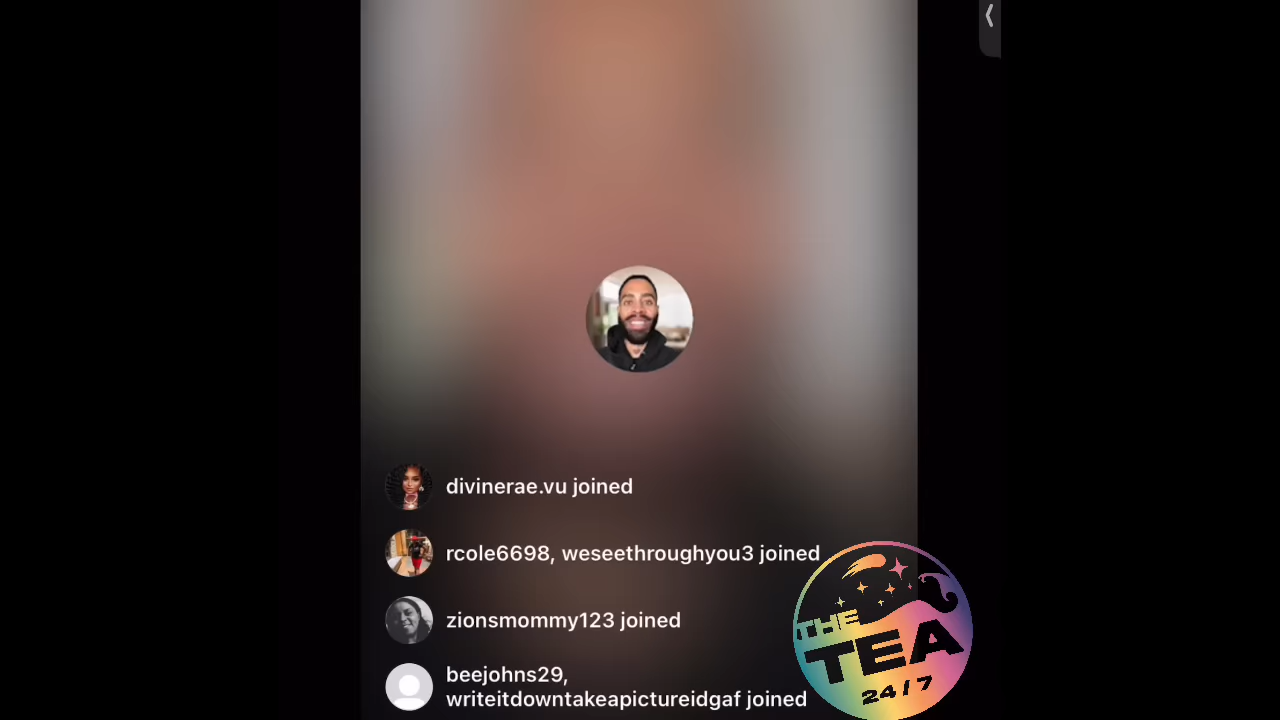 divinerae.vu joined
rcole6698, weseethroughyou3 joined
zionsmommy123 joined
beejohns29,
writeitdowntakeapictureidgaf joined
THE
TEA
24/7